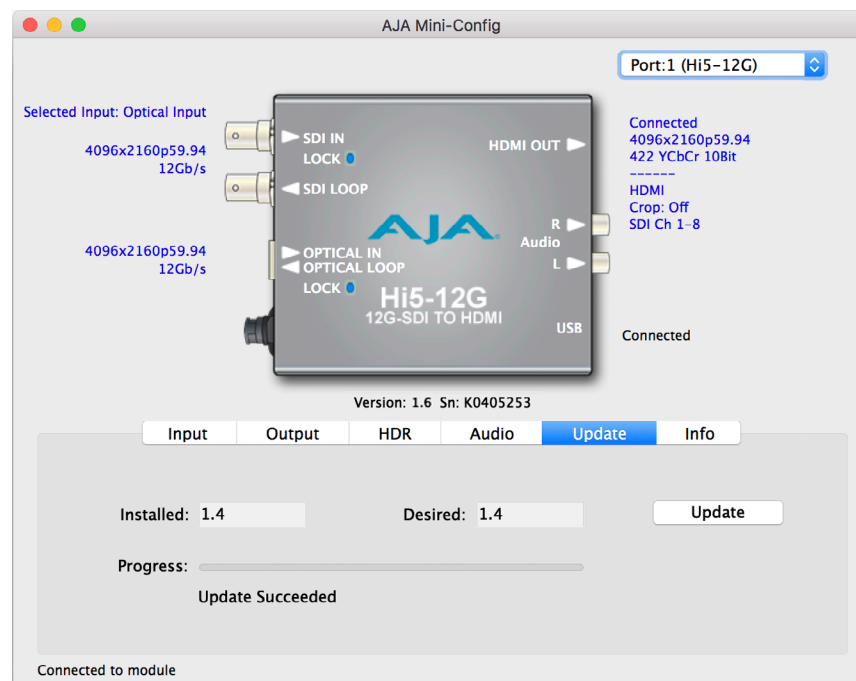 AJA Mini-Config
Port:1 (Hi5-12G)
Selected Input: Optical Input
4096x2160p59.94
12Gb/s
SDI IN
LOCK
SDI LOOP
HDMI OUT
Connected
4096x2160p59.94
422 YCbCr 10Bit
------
HDMI
Crop: Off
SDI Ch 1-8
AJA
R
Audio
L
4096x2160p59.94
12Gb/s
OPTICAL IN
OPTICAL LOOP
LOCK
Hi5-12G
12G-SDI TO HDMI
USB
Connected
Version: 1.6 Sn: K0405253
Input Output HDR Audio Update Info
Installed: 1.4 Desired: 1.4 Update
Progress:
Update Succeeded
Connected to module